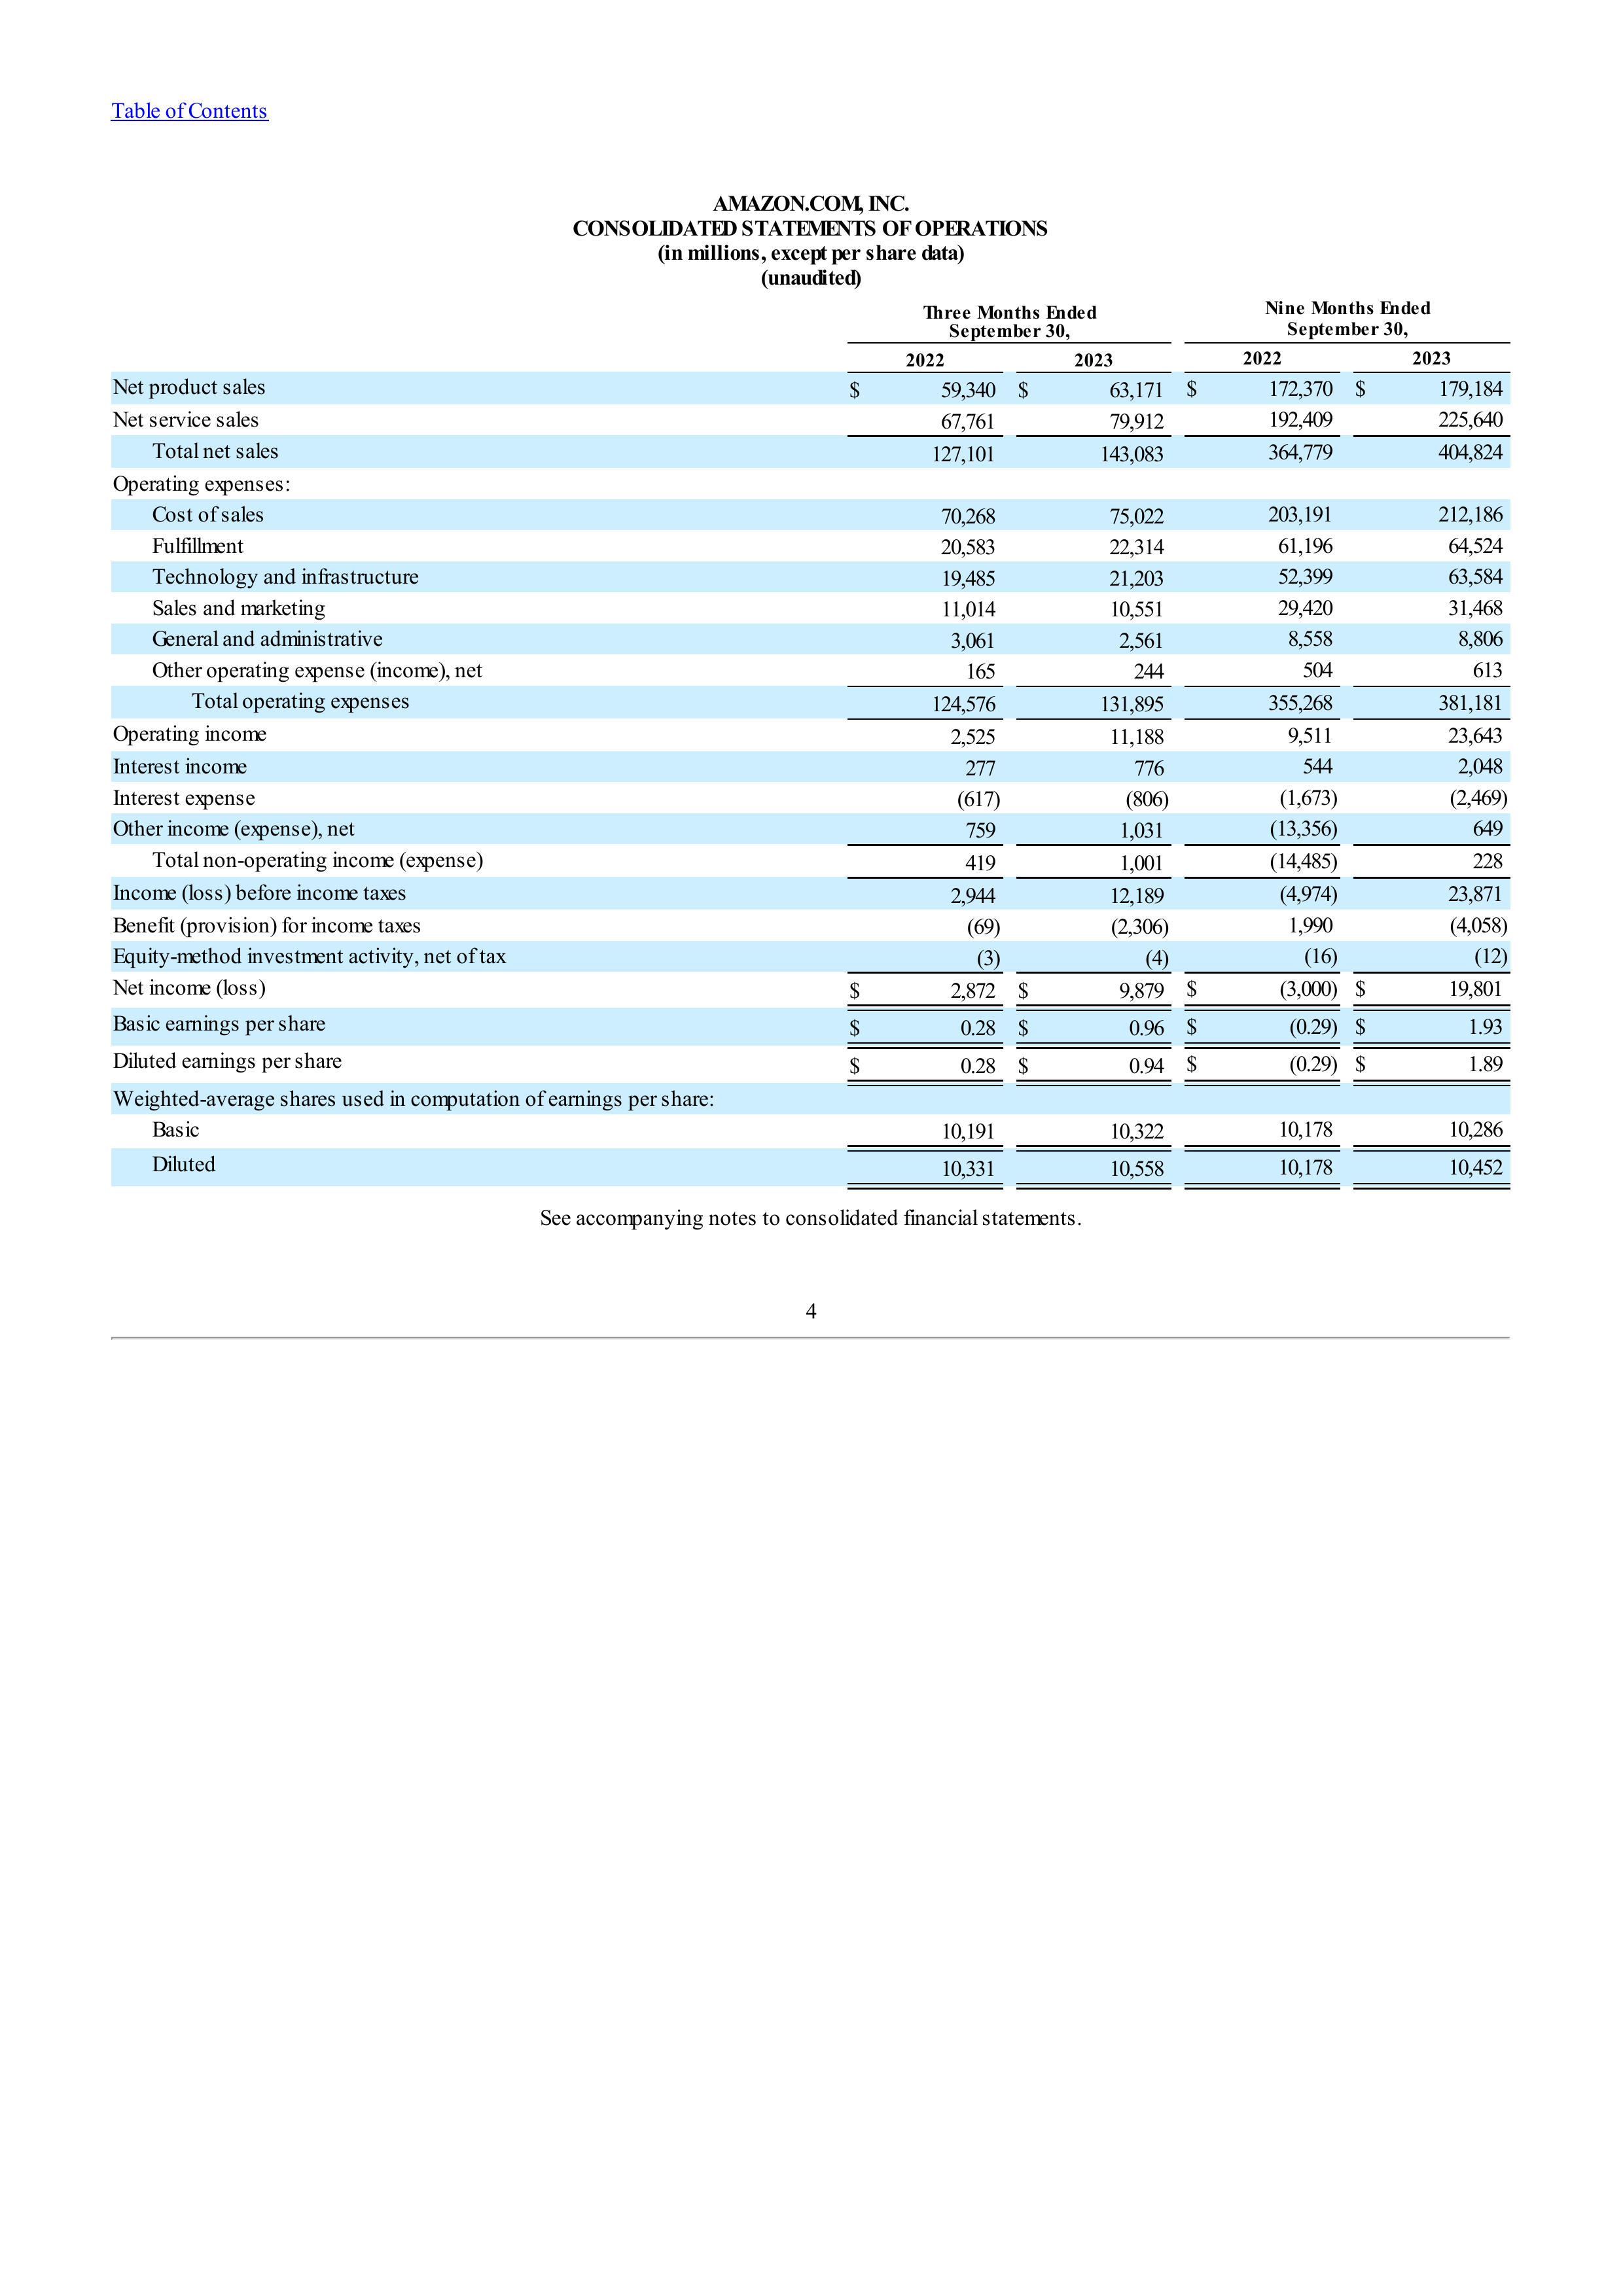 Table of Contents
AMAZON.COM, INC.
CONSOLIDATED STATEMENTS OF OPERATIONS
(in millions, except per share data)
(unaudited)
Three Months Ended September 30, Nine Months Ended September 30,
2022 2023 2022 2023
Net product sales $ 59,340 $ 63,171 $ 172,370 $ 179,184
Net service sales 67,761 79,912 192,409 225,640
Total net sales 127,101 143,083 364,779 404,824
Operating expenses:
Cost of sales 70,268 75,022 203,191 212,186
Fulfillment 20,583 22,314 61,196 64,524
Technology and infrastructure 19,485 21,203 52,399 63,584
Sales and marketing 11,014 10,551 29,420 31,468
General and administrative 3,061 2,561 8,558 8,806
Other operating expense (income), net 165 244 504 613
Total operating expenses 124,576 131,895 355,268 381,181
Operating income 2,525 11,188 9,511 23,643
Interest income 277 776 544 2,048
Interest expense (617) (806) (1,673) (2,469)
Other income (expense), net 759 1,031 (13,356) 649
Total non-operating income (expense) 419 1,001 (14,485) 228
Income (loss) before income taxes 2,944 12,189 (4,974) 23,871
Benefit (provision) for income taxes (69) (2,306) 1,990 (4,058)
Equity-method investment activity, net of tax (3) (4) (16) (12)
Net income (loss) $ 2,872 $ 9,879 $ (3,000) $ 19,801
Basic earnings per share $ 0.28 $ 0.96 $ (0.29) $ 1.93
Diluted earnings per share $ 0.28 $ 0.94 $ (0.29) $ 1.89
Weighted-average shares used in computation of earnings per share:
Basic 10,191 10,322 10,178 10,286
Diluted 10,331 10,558 10,178 10,452
See accompanying notes to consolidated financial statements.
4